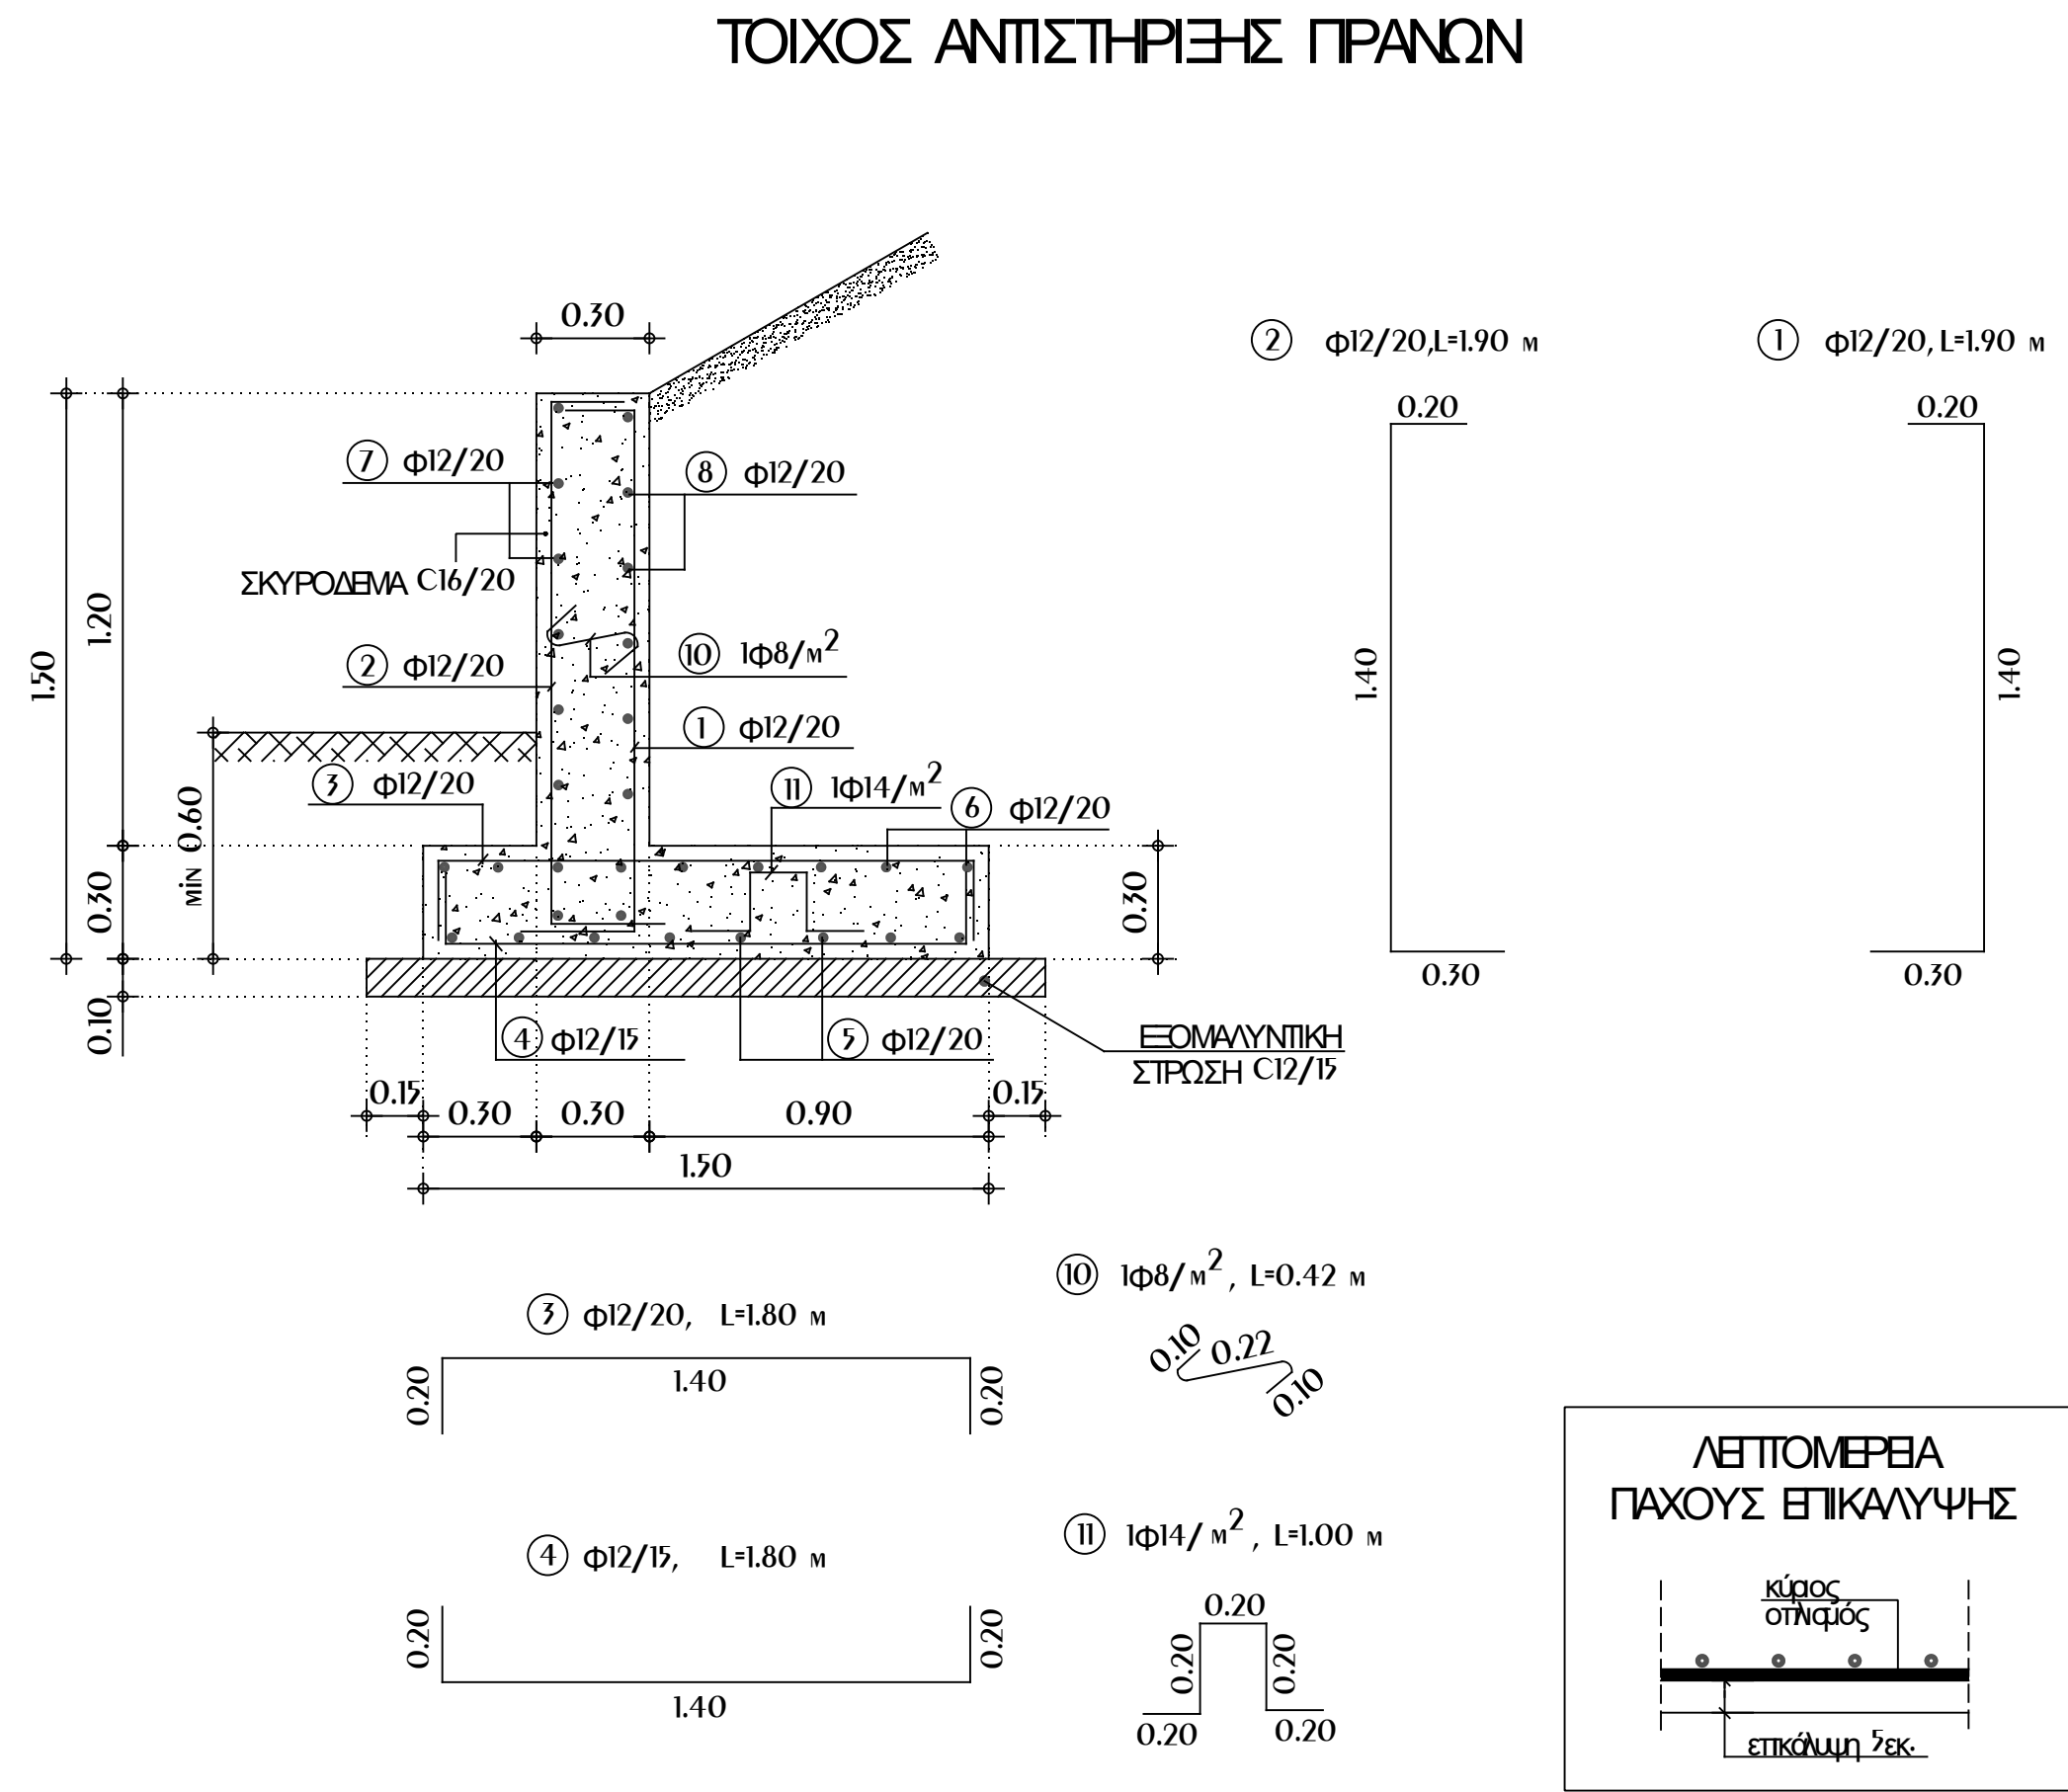 ΤΟΙΧΟΣ ΑΝΤΙΣΤΗΡΙΞΗΣ ΠΡΑΝΩΝ
0.30
② Φ12/20,L=1.90 м
① Φ12/20, L=1.90 м
0.20
0.20
⑦ Φ12/20
⑧ Φ12/20
ΣΚΥΡΟΔΕΜΑ C16/20
1.20
1.50
② Φ12/20
⑩ 1Φ8/м²
1.40
1.40
① Φ12/20
③ Φ12/20
⑪ 1Φ14/м²
⑥ Φ12/20
MiN 0.60
0.30
0.30
0.30
0.30
0.10
④ Φ12/15
⑤ Φ12/20
ΕΞΟΜΑΛΥΝΤΙΚΗ
ΣΤΡΩΣΗ C12/15
0.15
0.15
0.30
0.30
0.90
1.50
⑩ 1Φ8/м², L=0.42 м
③ Φ12/20, L=1.80 м
0.10
0.22
0.10
0.20
1.40
0.20
ΛΕΠΤΟΜΕΡΕΙΑ
ΠΑΧΟΥΣ ΕΠΙΚΑΛΥΨΗΣ
④ Φ12/15, L=1.80 м
⑪ 1Φ14/ м², L=1.00 м
0.20
1.40
0.20
0.20
0.20
0.20
0.20
0.20
κύριος
οπλισμός
επικάλυψη 5εκ.